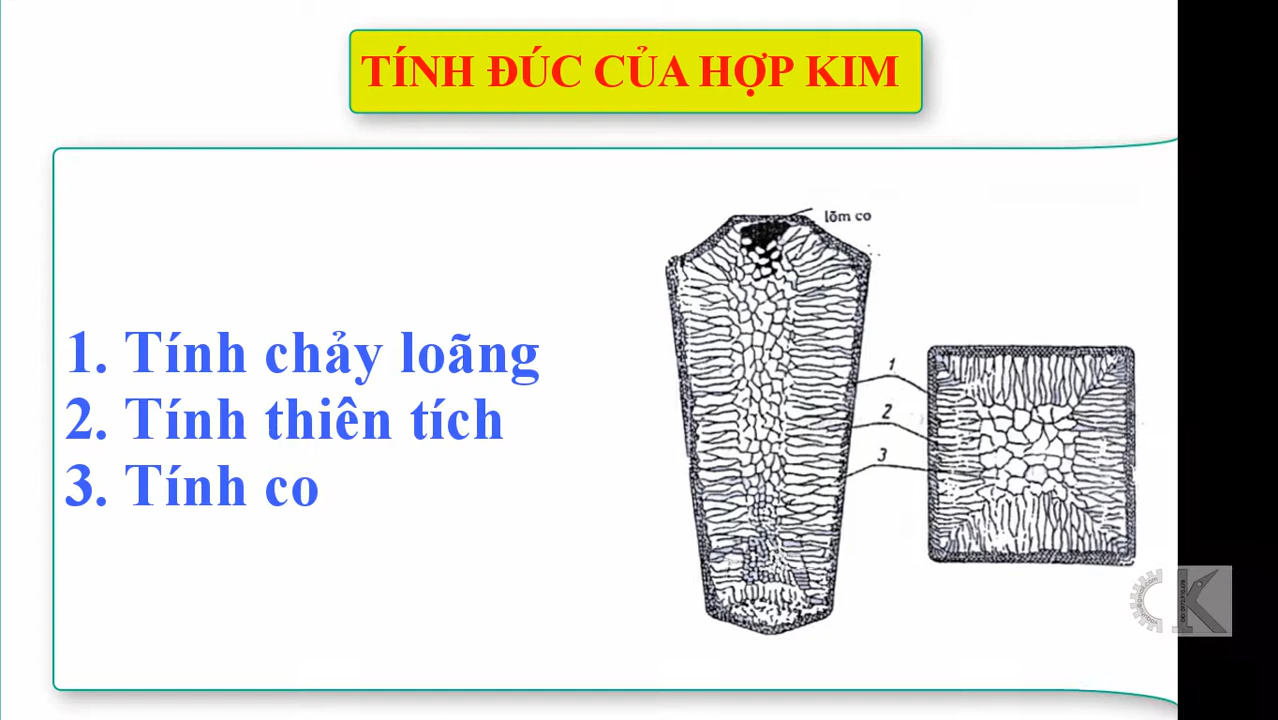 TÍNH ĐÚC CỦA HỢP KIM
1. Tính chảy loãng
2. Tính thiên tích
3. Tính co
lõm co
1
2
3